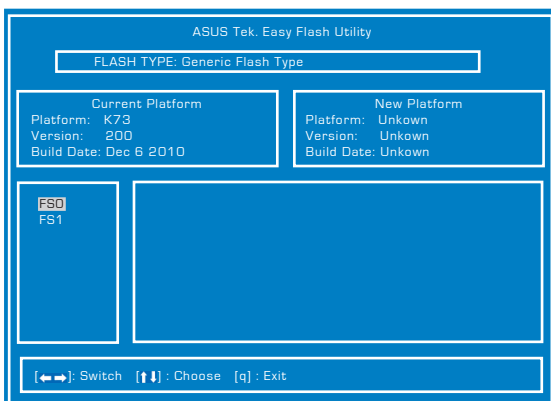 ASUS Tek. Easy Flash Utility
FLASH TYPE: Generic Flash Type
Current Platform
Platform: K73
Version: 200
Build Date: Dec 6 2010
New Platform
Platform: Unkown
Version: Unkown
Build Date: Unkown
FS0
FS1
[←→]: Switch [↑↓] : Choose [q] : Exit